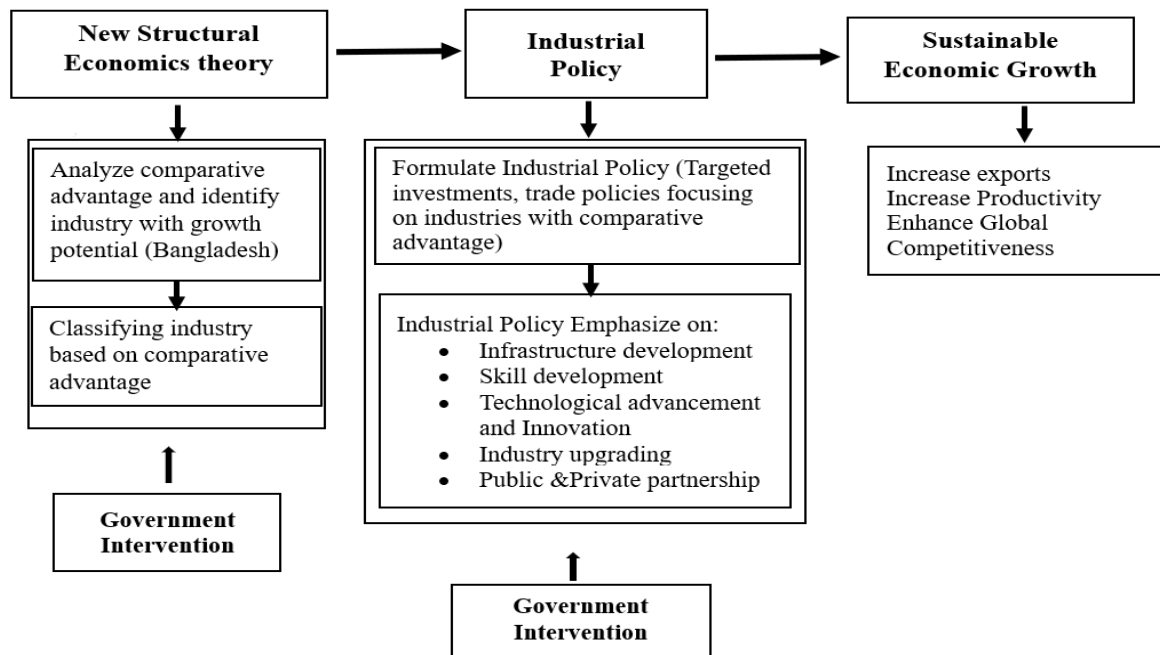 New Structural
Economics theory
Industrial
Policy
Sustainable
Economic Growth
Analyze comparative
advantage and identify
industry with growth
potential (Bangladesh)
Classifying industry
based on comparative
advantage
Government
Intervention
Formulate Industrial Policy (Targeted
investments, trade policies focusing
on industries with comparative
advantage)
Industrial Policy Emphasize on:
• Infrastructure development
• Skill development
• Technological advancement
and Innovation
• Industry upgrading
• Public &Private partnership
Government
Intervention
Increase exports
Increase Productivity
Enhance Global
Competitiveness